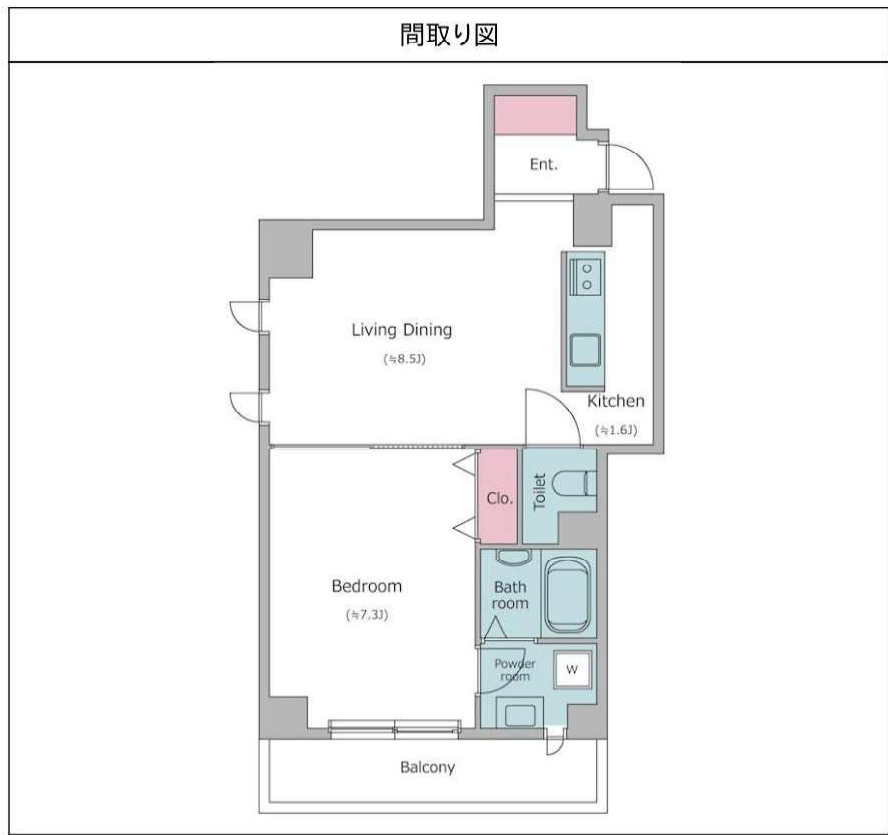 間取り図
Ent.
Living Dining
(≒8.5J)
Kitchen
(≒1.6J)
Clo.
Toilet
Bedroom
(≒7.3J)
Bath
room
Powder
room
W
Balcony